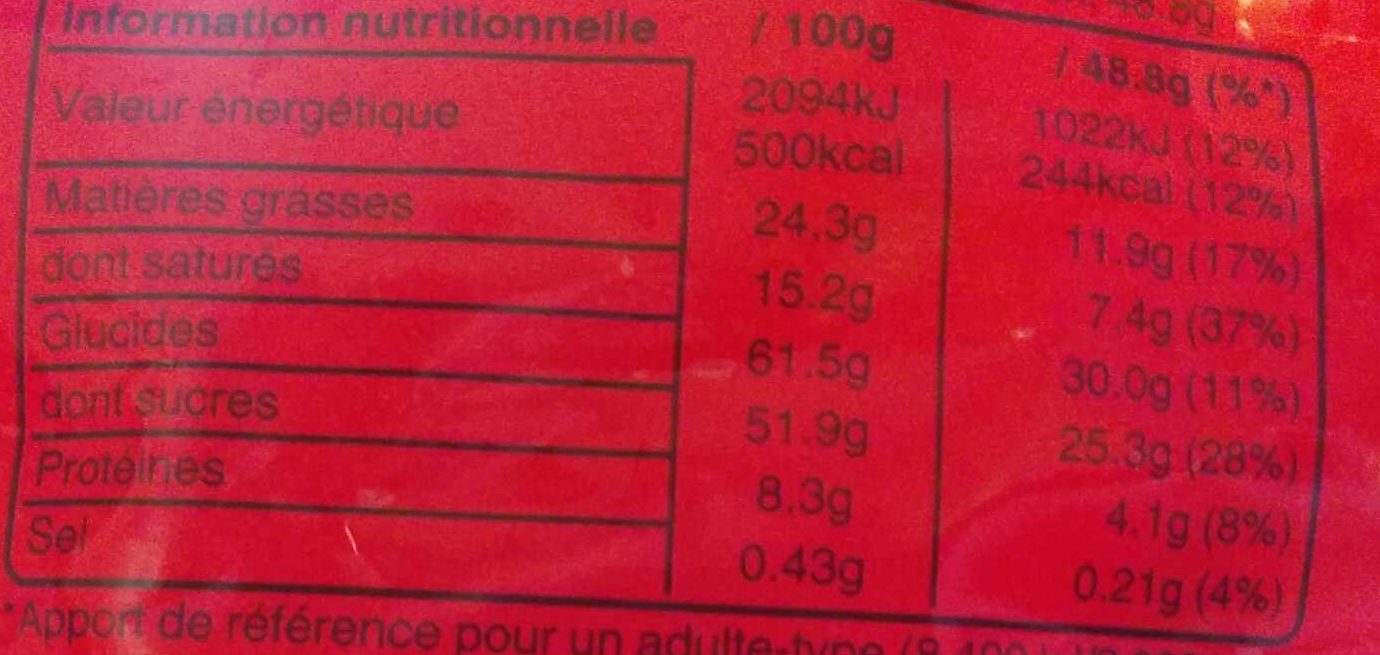 48.8g
Information nutritionnelle / 100g / 48.8g (%*)
Valeur énergétique 2094kJ 1022kJ (12%)
500kcal 244kcal (12%)
Matières grasses 24.3g 11.9g (17%)
dont saturés 15.2g 7.4g (37%)
Glucides 61.5g 30.0g (11%)
dont sucres 51.9g 25.3g (28%)
Protéines 8.3g 4.1g (8%)
Sel 0.43g 0.21g (4%)
*Apport de référence pour un adulte-type